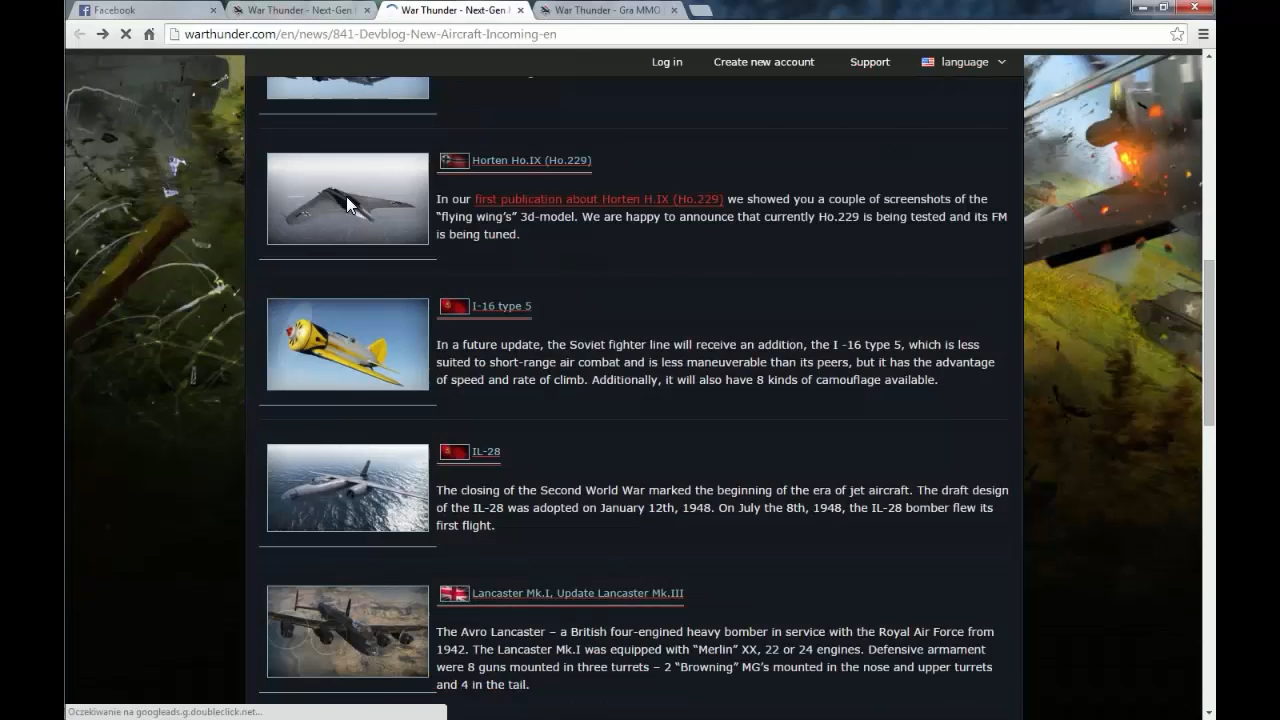 Facebook
War Thunder - Next-Gen
War Thunder - Next-Gen
War Thunder - Gra MMO
warthunder.com/en/news/841-Devblog-New-Aircraft-Incoming-en
Log in Create new account Support language
Horten Ho.IX (Ho.229)
In our first publication about Horten H.IX (Ho.229) we showed you a couple of screenshots of the
“flying wing’s” 3d-model. We are happy to announce that currently Ho.229 is being tested and its FM
is being tuned.
I-16 type 5
In a future update, the Soviet fighter line will receive an addition, the I -16 type 5, which is less
suited to short-range air combat and is less maneuverable than its peers, but it has the advantage
of speed and rate of climb. Additionally, it will also have 8 kinds of camouflage available.
IL-28
The closing of the Second World War marked the beginning of the era of jet aircraft. The draft design
of the IL-28 was adopted on January 12th, 1948. On July the 8th, 1948, the IL-28 bomber flew its
first flight.
Lancaster Mk.I, Update Lancaster Mk.III
The Avro Lancaster – a British four-engined heavy bomber in service with the Royal Air Force from
1942. The Lancaster Mk.I was equipped with “Merlin” XX, 22 or 24 engines. Defensive armament
were 8 guns mounted in three turrets – 2 “Browning” MG’s mounted in the nose and upper turrets
and 4 in the tail.
Oczekiwanie na googleads.g.doubleclick.net...